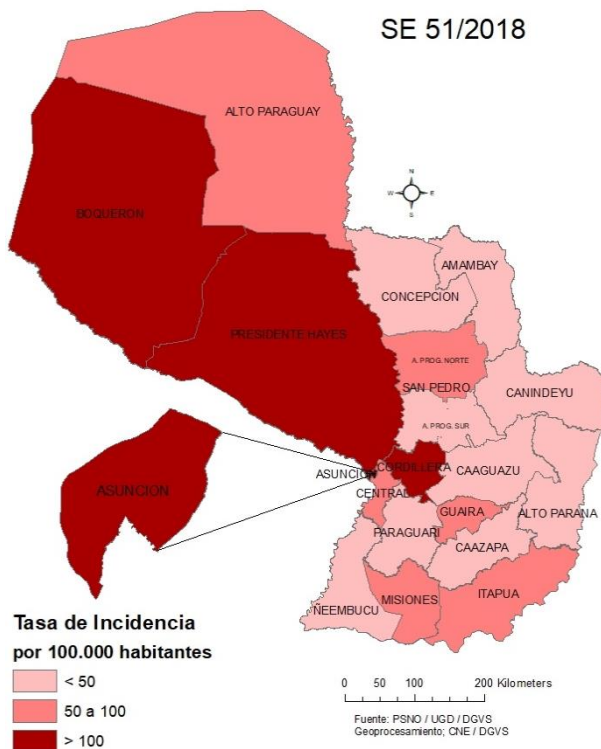 SE 51/2018
ALTO PARAGUAY
BOQUERON
N
W E
S
AMAMBAY
CONCEPCION
PRESIDENTE HAYES
A. PROG. NORTE
SAN PEDRO
CANINDEYU
A. PROG. SUR
ASUNCION
CORDILLERA
CAAGUAZU
ASUNCION
CENTRAL
GUAIRA
ALTO PARANA
PARAGUARI
CAAZAPA
ÑEEMBUCU
MISIONES
ITAPUA
Tasa de Incidencia
por 100.000 habitantes
< 50
50 a 100
> 100
0 50 100 200 Kilometers
Fuente: PSNO / UGD / DGVS
Geoprocesamiento; CNE / DGVS